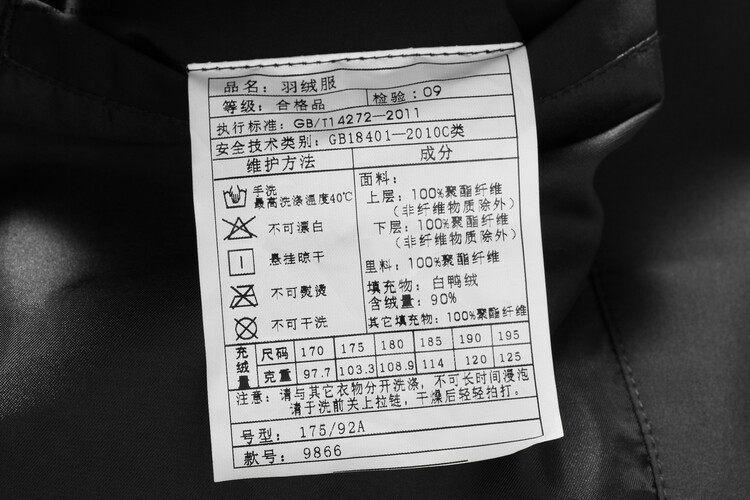 品名：羽绒服
等级：合格品 检验：09
执行标准：GB/T14272—2011
安全技术类别：GB18401—2010C类
维护方法 成分
手洗
最高洗涤温度40℃
不可漂白
悬挂晾干
不可熨烫
不可干洗
面料：
上层：100%聚酯纤维
（非纤维物质除外）
下层：100%聚酯纤维
（非纤维物质除外）
里料：100%聚酯纤维
填充物：白鸭绒
含绒量：90%
其它填充物：100%聚酯纤维
充绒量
尺码 170 175 180 185 190 195
克重 97.7 103.3 108.9 114 120 125
注意：请与其它衣物分开洗涤，不可长时间浸泡
请于洗前关上拉链，干燥后轻轻拍打。
号型：175/92A
款号：9866